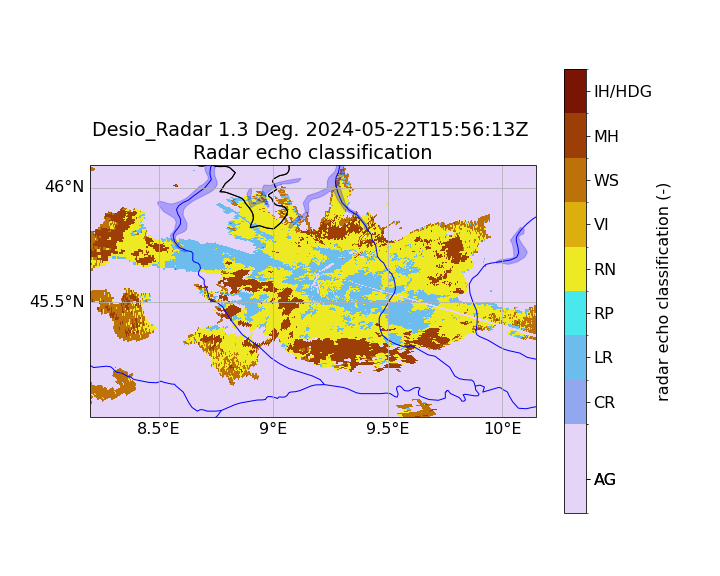 Desio_Radar 1.3 Deg. 2024-05-22T15:56:13Z
Radar echo classification
46°N
45.5°N
8.5°E
9°E
9.5°E
10°E
IH/HDG
MH
WS
VI
RN
RP
LR
CR
AG
radar echo classification (-)